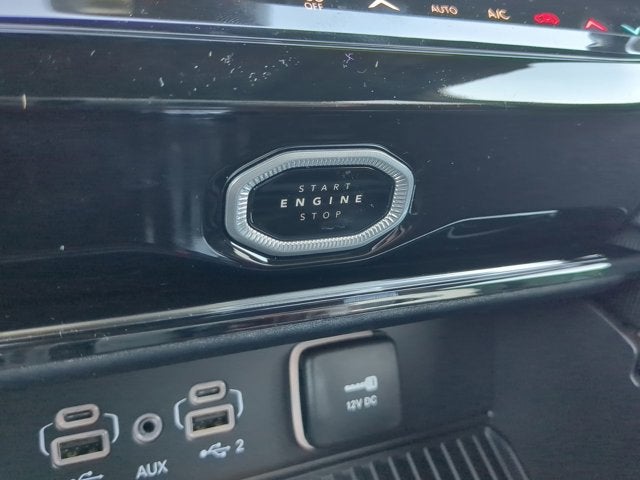 OFF
AUTO
A/C
START
ENGINE
STOP
12V DC
2
AUX